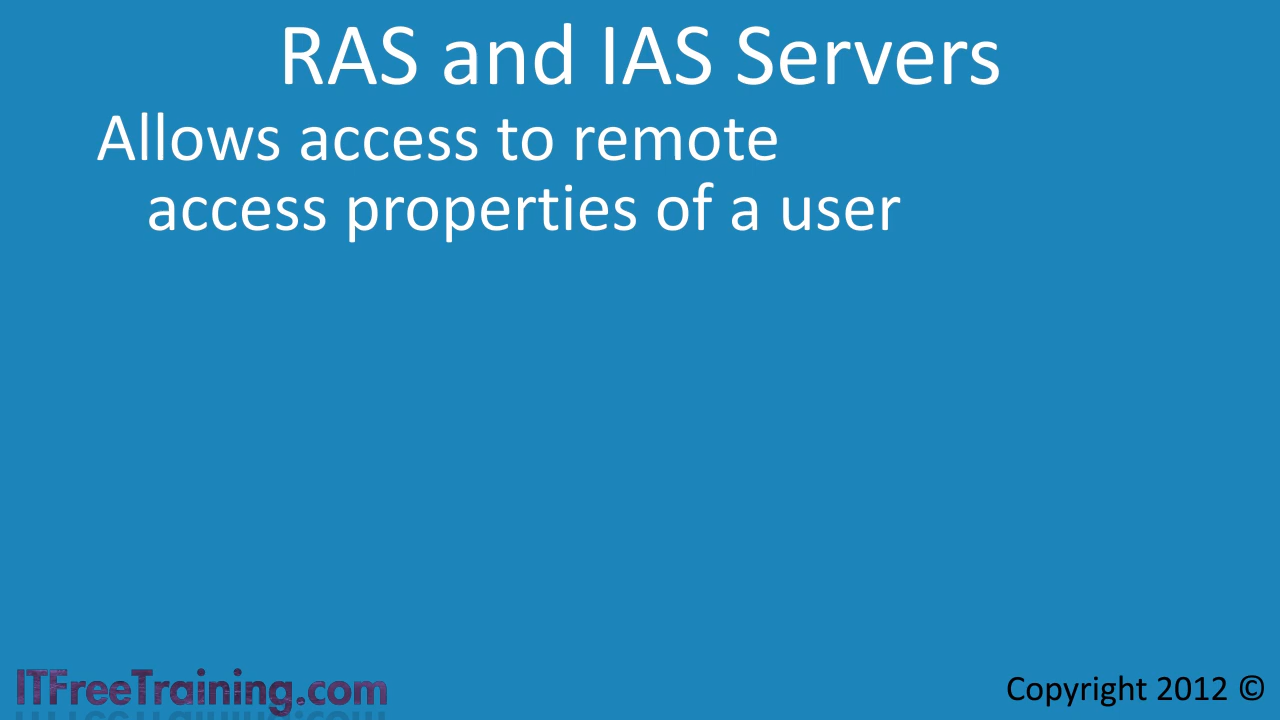 RAS and IAS Servers
Allows access to remote
access properties of a user
ITFreeTraining.com
Copyright 2012 ©